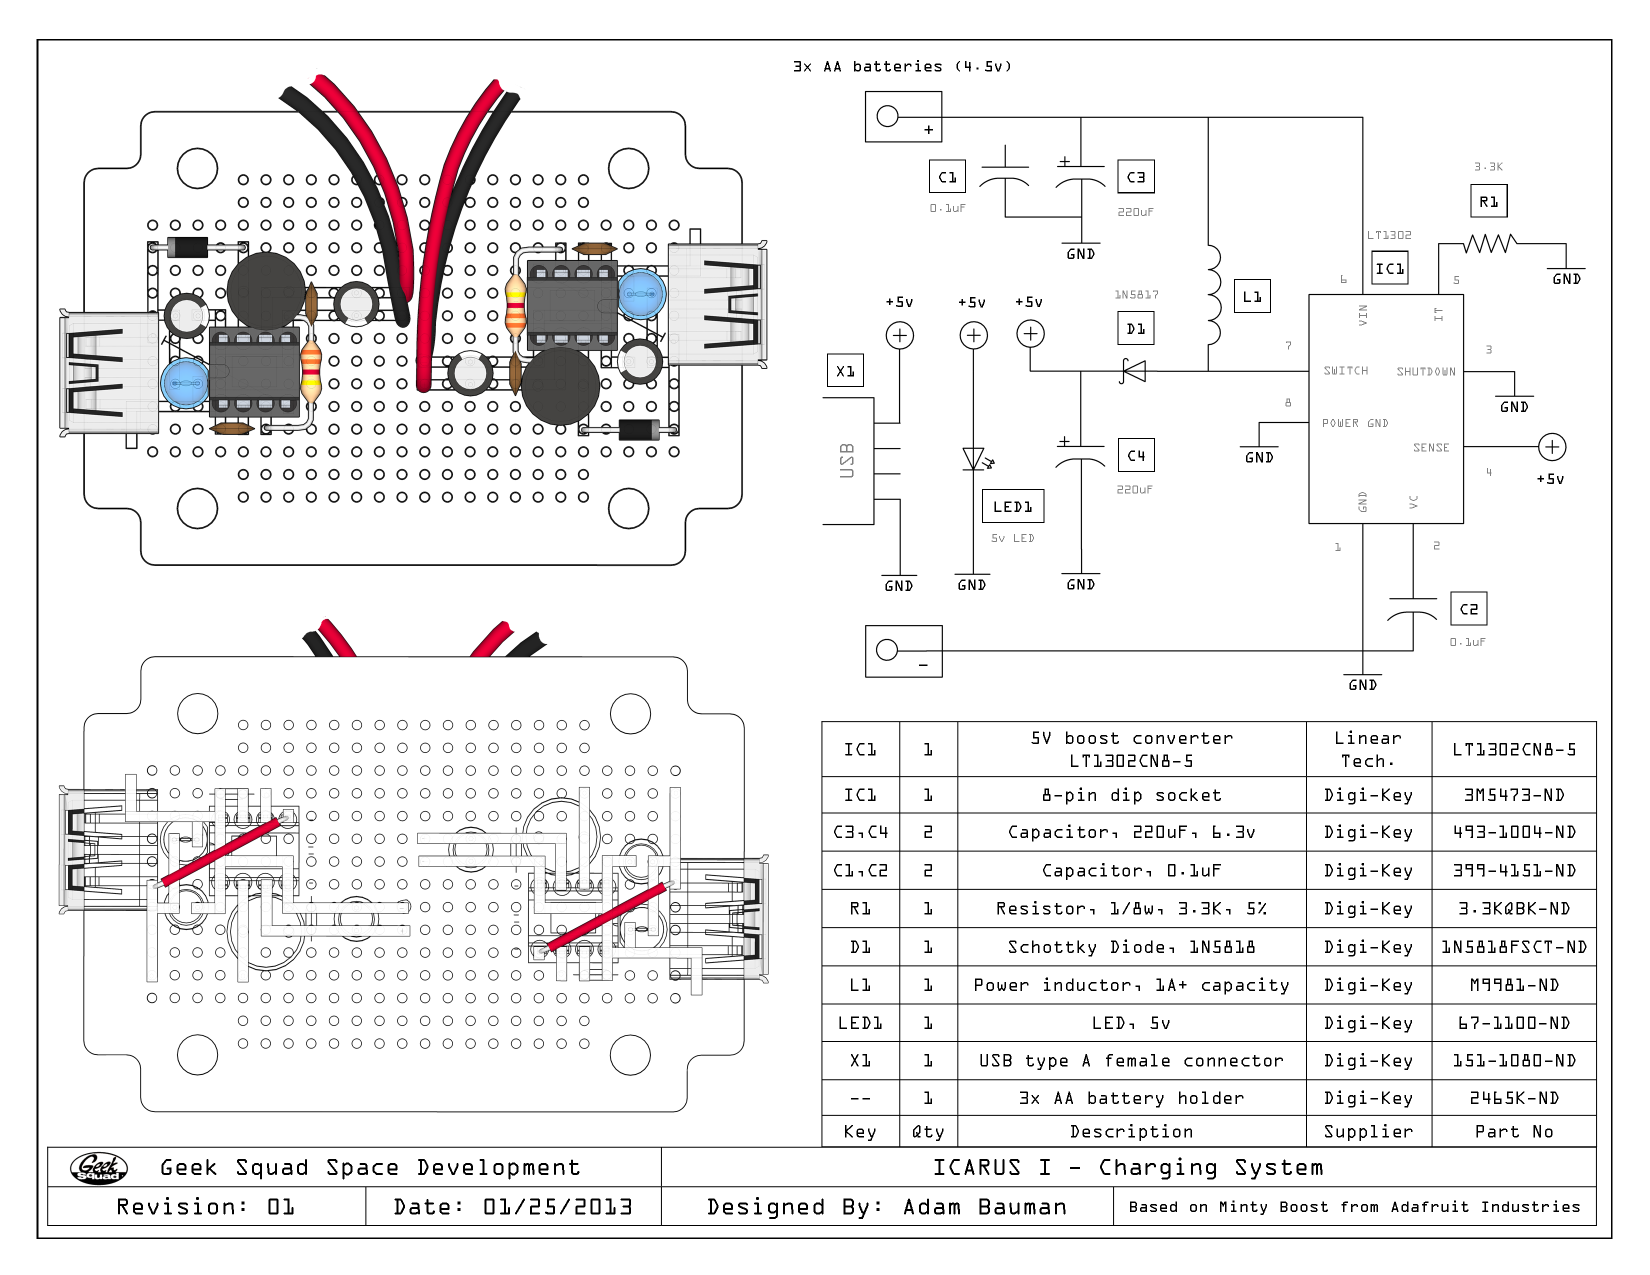 3x AA batteries (4.5v)
+
C1
0.1uF
+
C3
220uF
GND
3.3K
R1
LT1302
IC1
GND
6
5
VIN
IT
L1
1N5817
D1
+5v
+5v
+5v
7
SWITCH
3
SHUTDOWN
GND
8
POWER GND
GND
SENSE
4
+5v
X1
USB
+
C4
220uF
LED1
5v LED
GND
VC
1
2
GND
GND
GND
C2
0.1uF
-
GND
IC1 1 5V boost converter LT1302CN8-5 Linear Tech. LT1302CN8-5
IC1 1 8-pin dip socket Digi-Key 3M5473-ND
C3,C4 2 Capacitor, 220uF, 6.3v Digi-Key 493-1004-ND
C1,C2 2 Capacitor, 0.1uF Digi-Key 399-4151-ND
R1 1 Resistor, 1/8w, 3.3K, 5% Digi-Key 3.3KQBK-ND
D1 1 Schottky Diode, 1N5818 Digi-Key 1N5818FSCT-ND
L1 1 Power inductor, 1A+ capacity Digi-Key M9981-ND
LED1 1 LED, 5v Digi-Key 67-1100-ND
X1 1 USB type A female connector Digi-Key 151-1080-ND
-- 1 3x AA battery holder Digi-Key 2465K-ND
Key Qty Description Supplier Part No
Geek Squad
Geek Squad Space Development
ICARUS I - Charging System
Revision: 01
Date: 01/25/2013
Designed By: Adam Bauman
Based on Minty Boost from Adafruit Industries